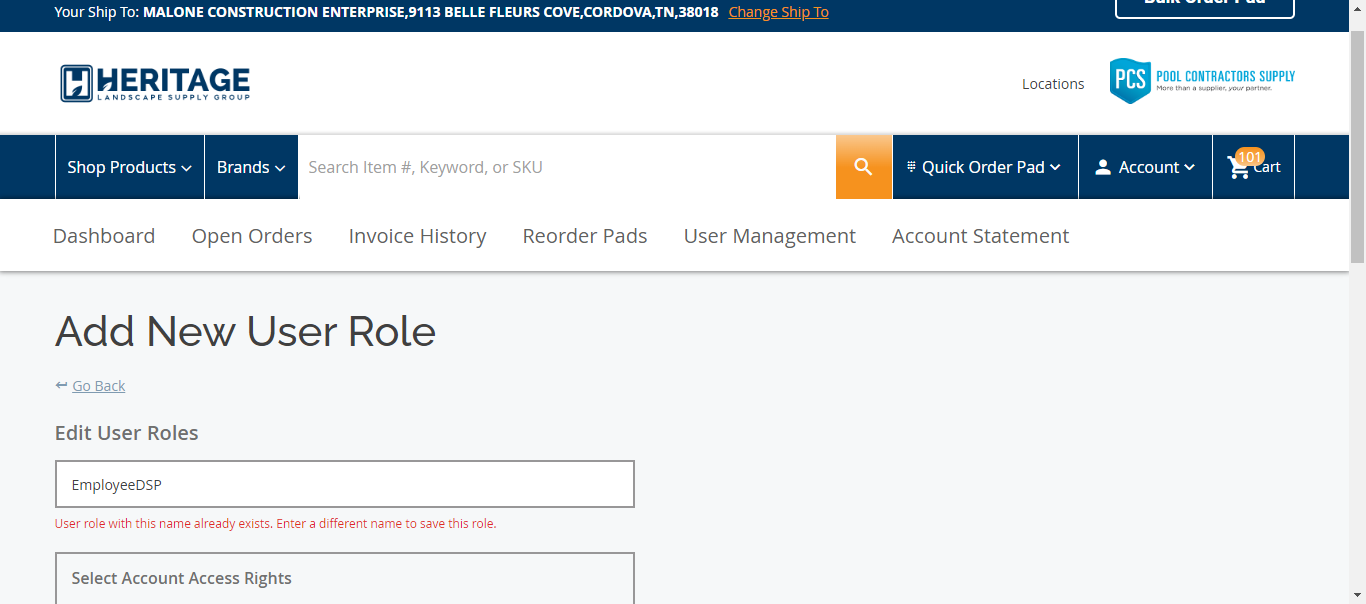 Your Ship To: MALONE CONSTRUCTION ENTERPRISE,9113 BELLE FLEURS COVE,CORDOVA,TN,38018 Change Ship To Bulk Order Pad
HERITAGE
LANDSCAPE SUPPLY GROUP
Locations
PCS POOL CONTRACTORS SUPPLY
More than a supplier, your partner.
Shop Products Brands Search Item #, Keyword, or SKU Quick Order Pad Account 101 Cart
Dashboard Open Orders Invoice History Reorder Pads User Management Account Statement
Add New User Role
Go Back
Edit User Roles
EmployeeDSP
User role with this name already exists. Enter a different name to save this role.
Select Account Access Rights